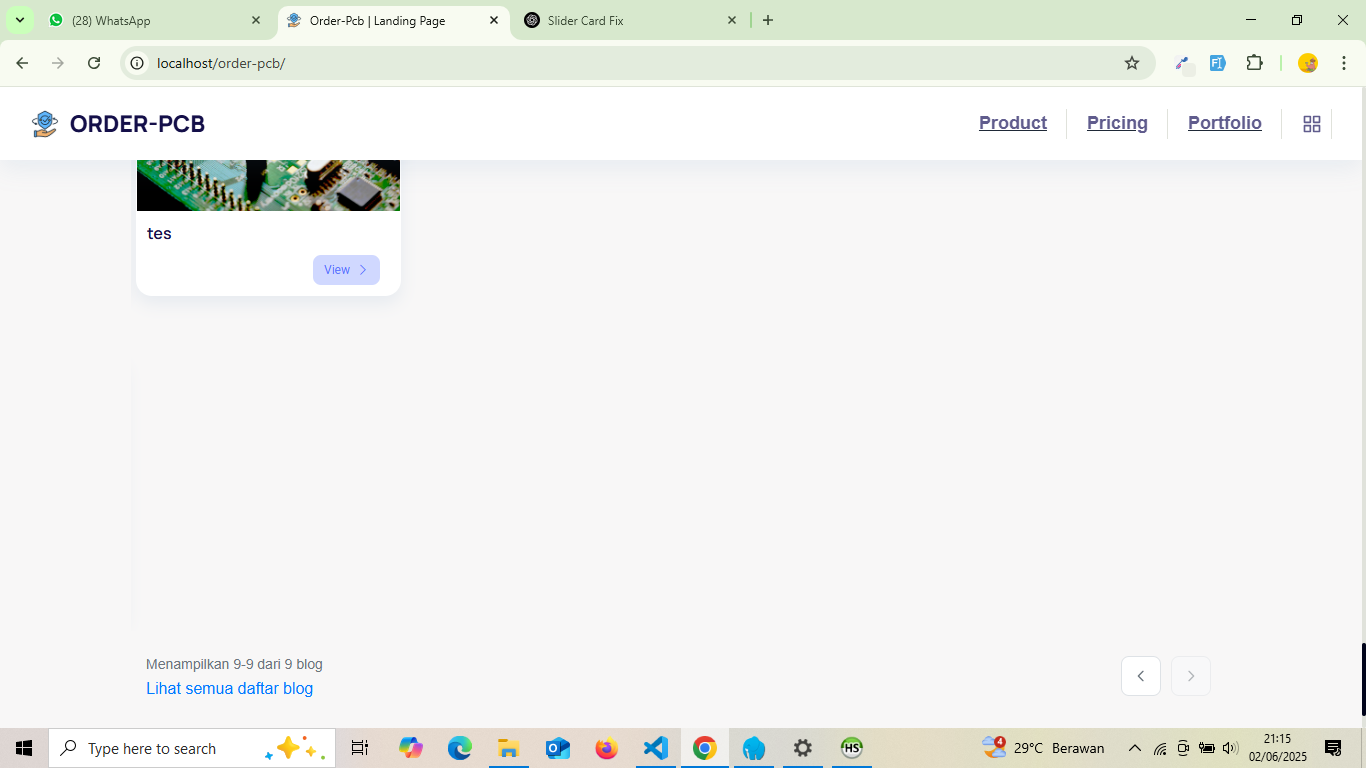 (28) WhatsApp
Order-Pcb | Landing Page
Slider Card Fix
localhost/order-pcb/
ORDER-PCB
Product
Pricing
Portfolio
tes
View
Menampilkan 9-9 dari 9 blog
Lihat semua daftar blog
Type here to search
4
29°C Berawan
21:15
02/06/2025
HS